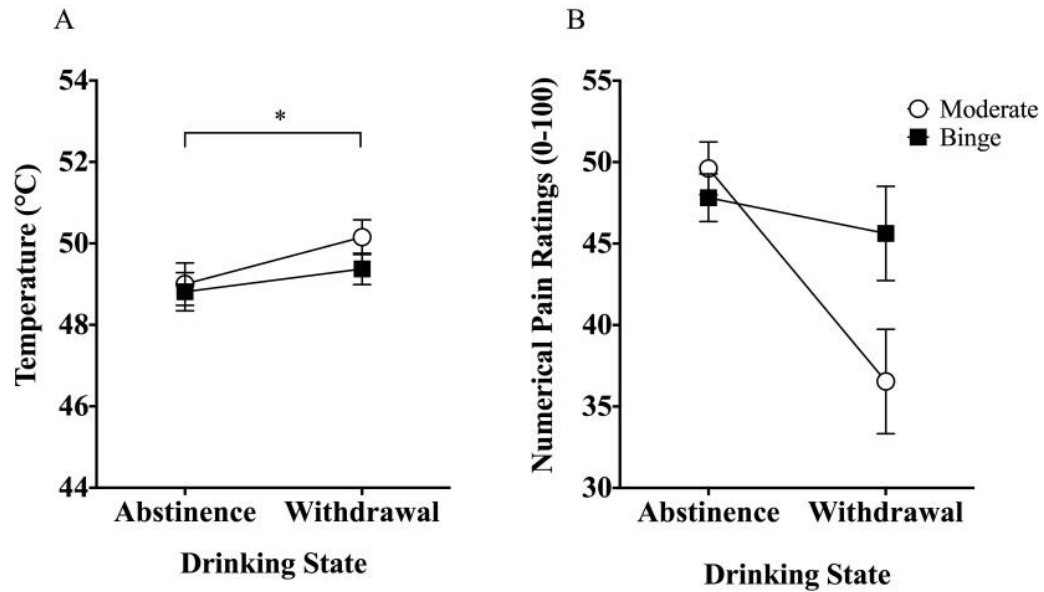 A
Temperature (°C)
54
52
50
48
46
44
*
Abstinence Withdrawal
Drinking State
B
Numerical Pain Ratings (0-100)
55
50
45
40
35
30
Moderate
Binge
Abstinence Withdrawal
Drinking State